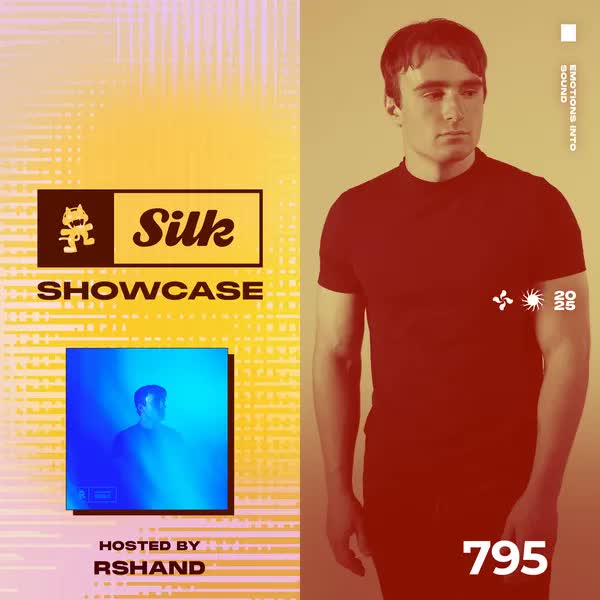 Silk
SHOWCASE
HOSTED BY
RSHAND
EMOTIONS INTO
SOUND
20
25
795